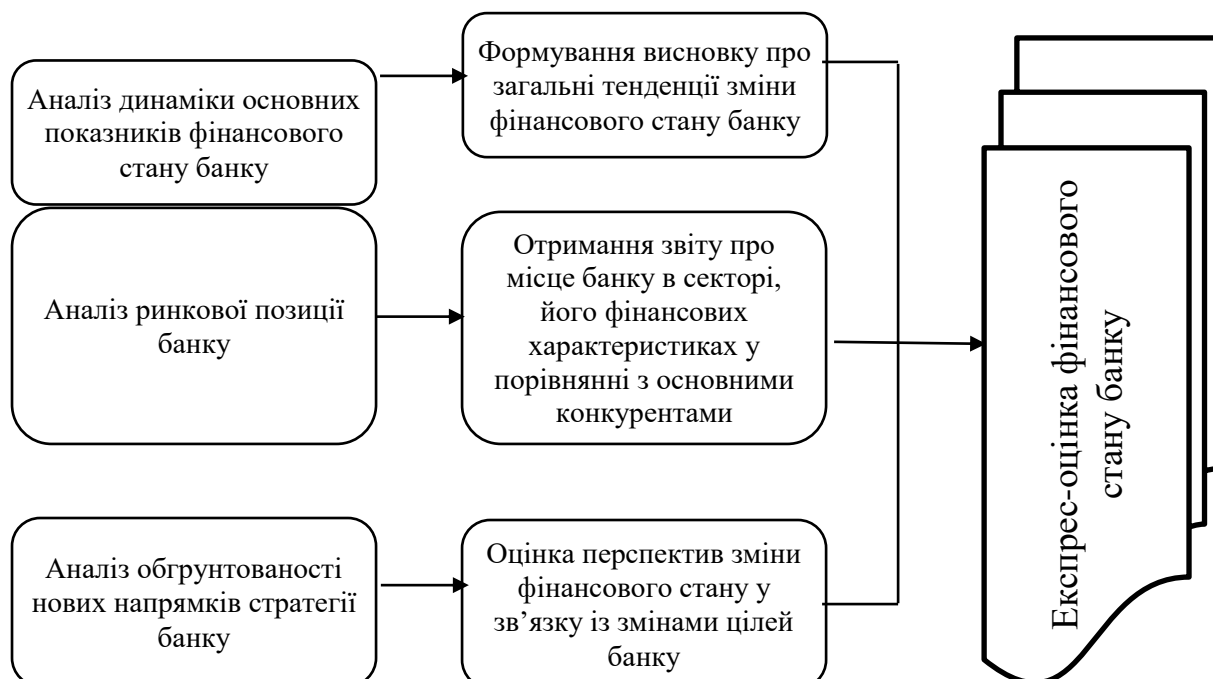 Аналіз динаміки основних
показників фінансового
стану банку
Формування висновку про
загальні тенденції зміни
фінансового стану банку
Аналіз ринкової позиції
банку
Отримання звіту про
місце банку в секторі,
його фінансових
характеристиках у
порівнянні з основними
конкурентами
Аналіз обгрунтованості
нових напрямків стратегії
банку
Оцінка перспектив зміни
фінансового стану у
зв’язку із змінами цілей
банку
Експрес-оцінка фінансового
стану банку